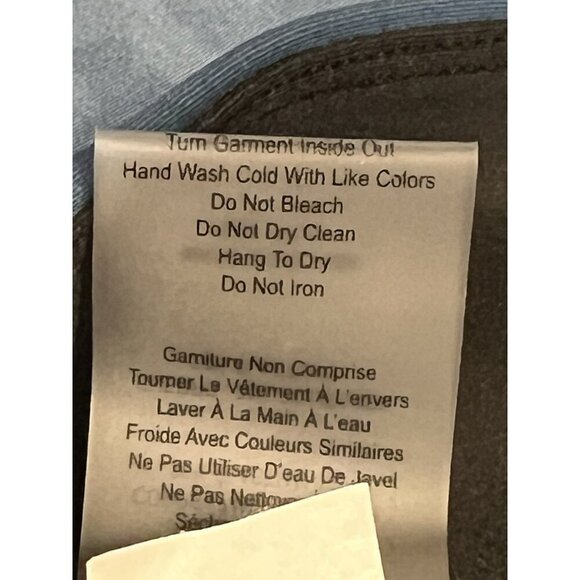 Turn Garment Inside Out
Hand Wash Cold With Like Colors
Do Not Bleach
Do Not Dry Clean
Hang To Dry
Do Not Iron
Garniture Non Comprise
Tourner Le Vêtement À L'envers
Laver À La Main À L'eau
Froide Avec Couleurs Similaires
Ne Pas Utiliser D'eau De Javel
Ne Pas